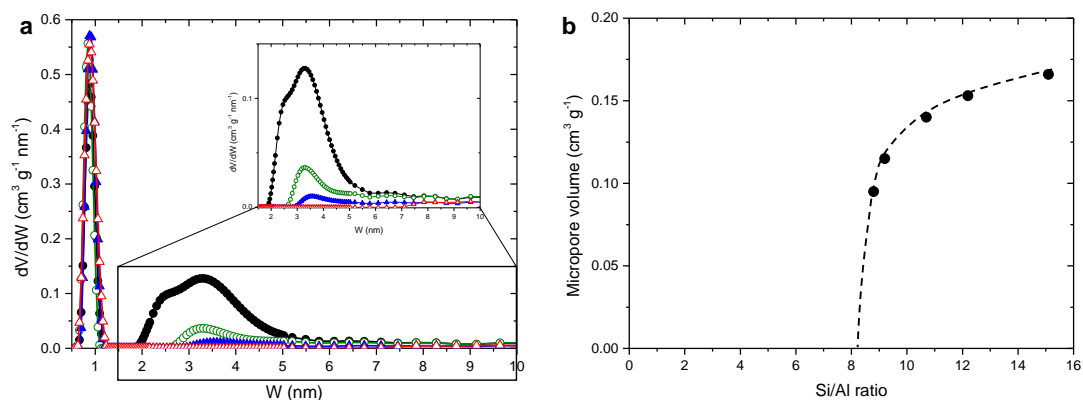 a
0.6
0.5
0.4
0.3
0.2
0.1
0.0
dV/dW (cm³ g⁻¹ nm⁻¹)
1 2 3 4 5 6 7 8 9 10
W (nm)
0.1
0.0
dV/dW (cm³ g⁻¹ nm⁻¹)
2 3 4 5 6 7 8 9 10
W (nm)
b
0.20
0.15
0.10
0.05
0.00
Micropore volume (cm³ g⁻¹)
0 2 4 6 8 10 12 14 16
Si/Al ratio